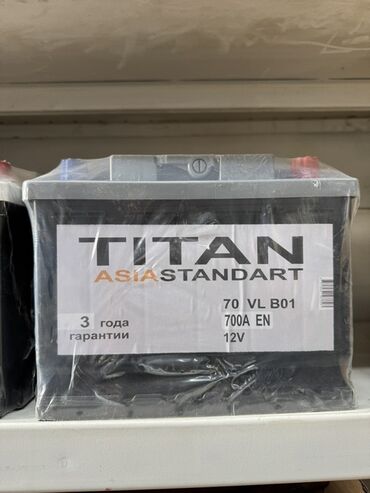 TITAN
ASIASTANDART
70 VL B01
3 года
гарантии
700A EN
12V